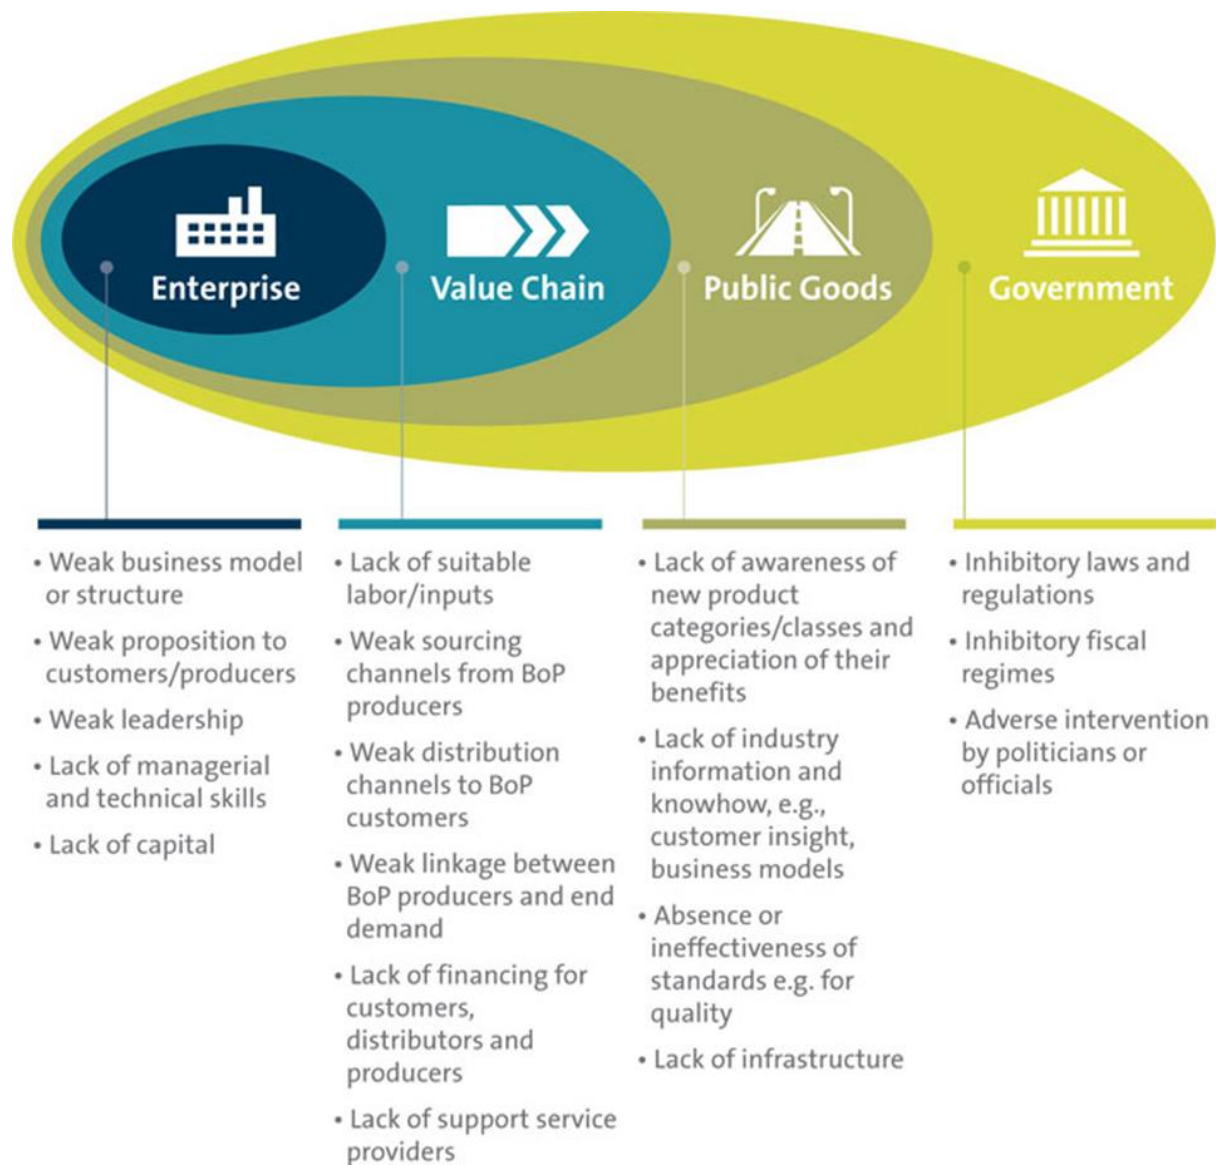 Enterprise
Value Chain
Public Goods
Government
• Weak business model
or structure
• Weak proposition to
customers/producers
• Weak leadership
• Lack of managerial
and technical skills
• Lack of capital
• Lack of suitable
labor/inputs
• Weak sourcing
channels from BoP
producers
• Weak distribution
channels to BoP
customers
• Weak linkage between
BoP producers and end
demand
• Lack of financing for
customers,
distributors and
producers
• Lack of support service
providers
• Lack of awareness of
new product
categories/classes and
appreciation of their
benefits
• Lack of industry
information and
knowhow, e.g.,
customer insight,
business models
• Absence or
ineffectiveness of
standards e.g. for
quality
• Lack of infrastructure
• Inhibitory laws and
regulations
• Inhibitory fiscal
regimes
• Adverse intervention
by politicians or
officials